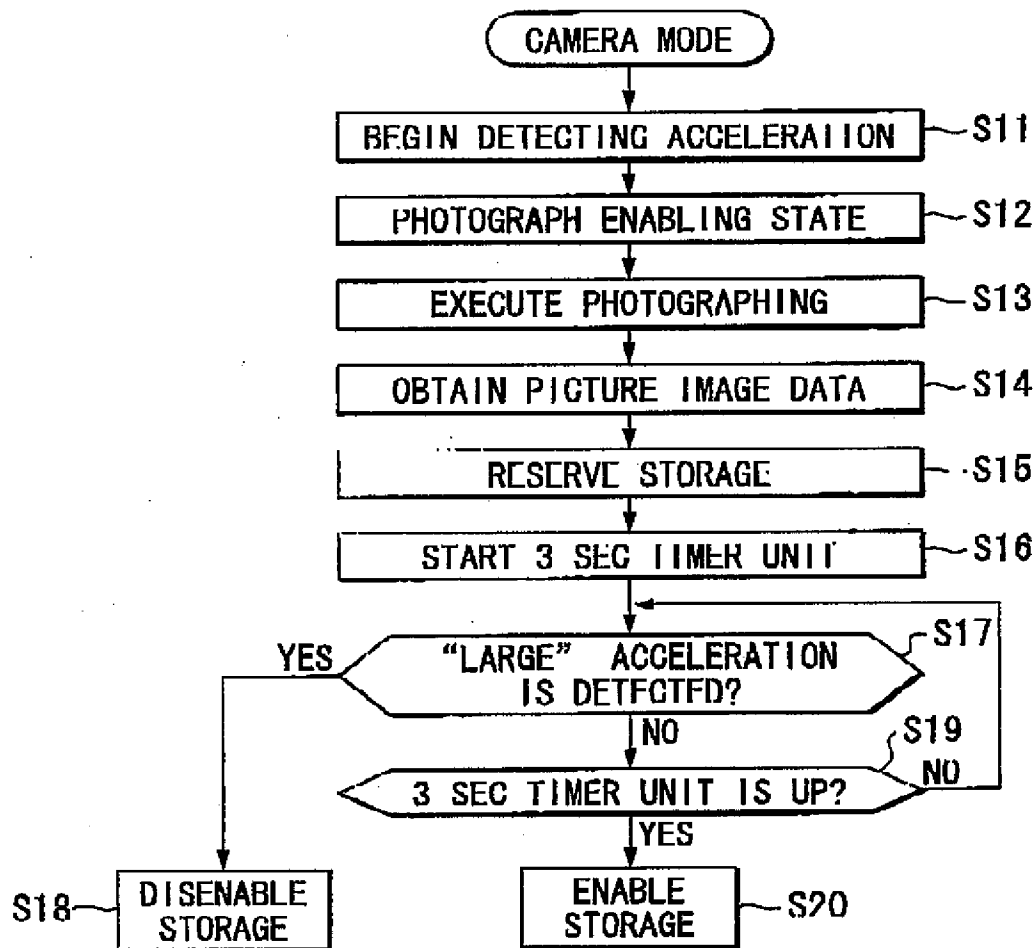 CAMERA MODE
BEGIN DETECTING ACCELERATION
S11
PHOTOGRAPH ENABLING STATE
S12
EXECUTE PHOTOGRAPHING
S13
OBTAIN PICTURE IMAGE DATA
S14
RESERVE STORAGE
S15
START 3 SEC TIMER UNIT
S16
S17
YES
"LARGE" ACCELERATION
IS DETECTED?
NO
S19
3 SEC TIMER UNIT IS UP?
NO
YES
S18
DISENABLE
STORAGE
ENABLE
STORAGE
S20